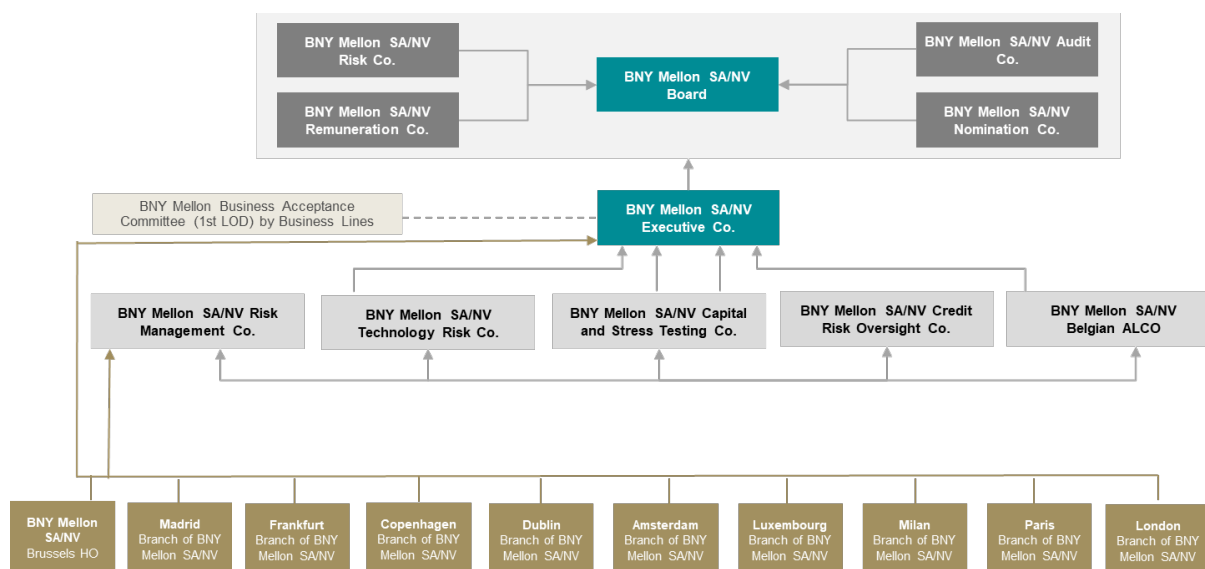 BNY Mellon SA/NV
Risk Co.
BNY Mellon SA/NV Audit
Co.
BNY Mellon SA/NV
Board
BNY Mellon SA/NV
Remuneration Co.
BNY Mellon SA/NV
Nomination Co.
BNY Mellon Business Acceptance
Committee (1st LOD) by Business Lines
BNY Mellon SA/NV
Executive Co.
BNY Mellon SA/NV Risk
Management Co.
BNY Mellon SA/NV
Technology Risk Co.
BNY Mellon SA/NV Capital
and Stress Testing Co.
BNY Mellon SA/NV Credit
Risk Oversight Co.
BNY Mellon SA/NV
Belgian ALCO
BNY Mellon
SA/NV
Brussels HO
Madrid
Branch of BNY
Mellon SA/NV
Frankfurt
Branch of BNY
Mellon SA/NV
Copenhagen
Branch of BNY
Mellon SA/NV
Dublin
Branch of BNY
Mellon SA/NV
Amsterdam
Branch of BNY
Mellon SA/NV
Luxembourg
Branch of BNY
Mellon SA/NV
Milan
Branch of BNY
Mellon SA/NV
Paris
Branch of BNY
Mellon SA/NV
London
Branch of BNY
Mellon SA/NV